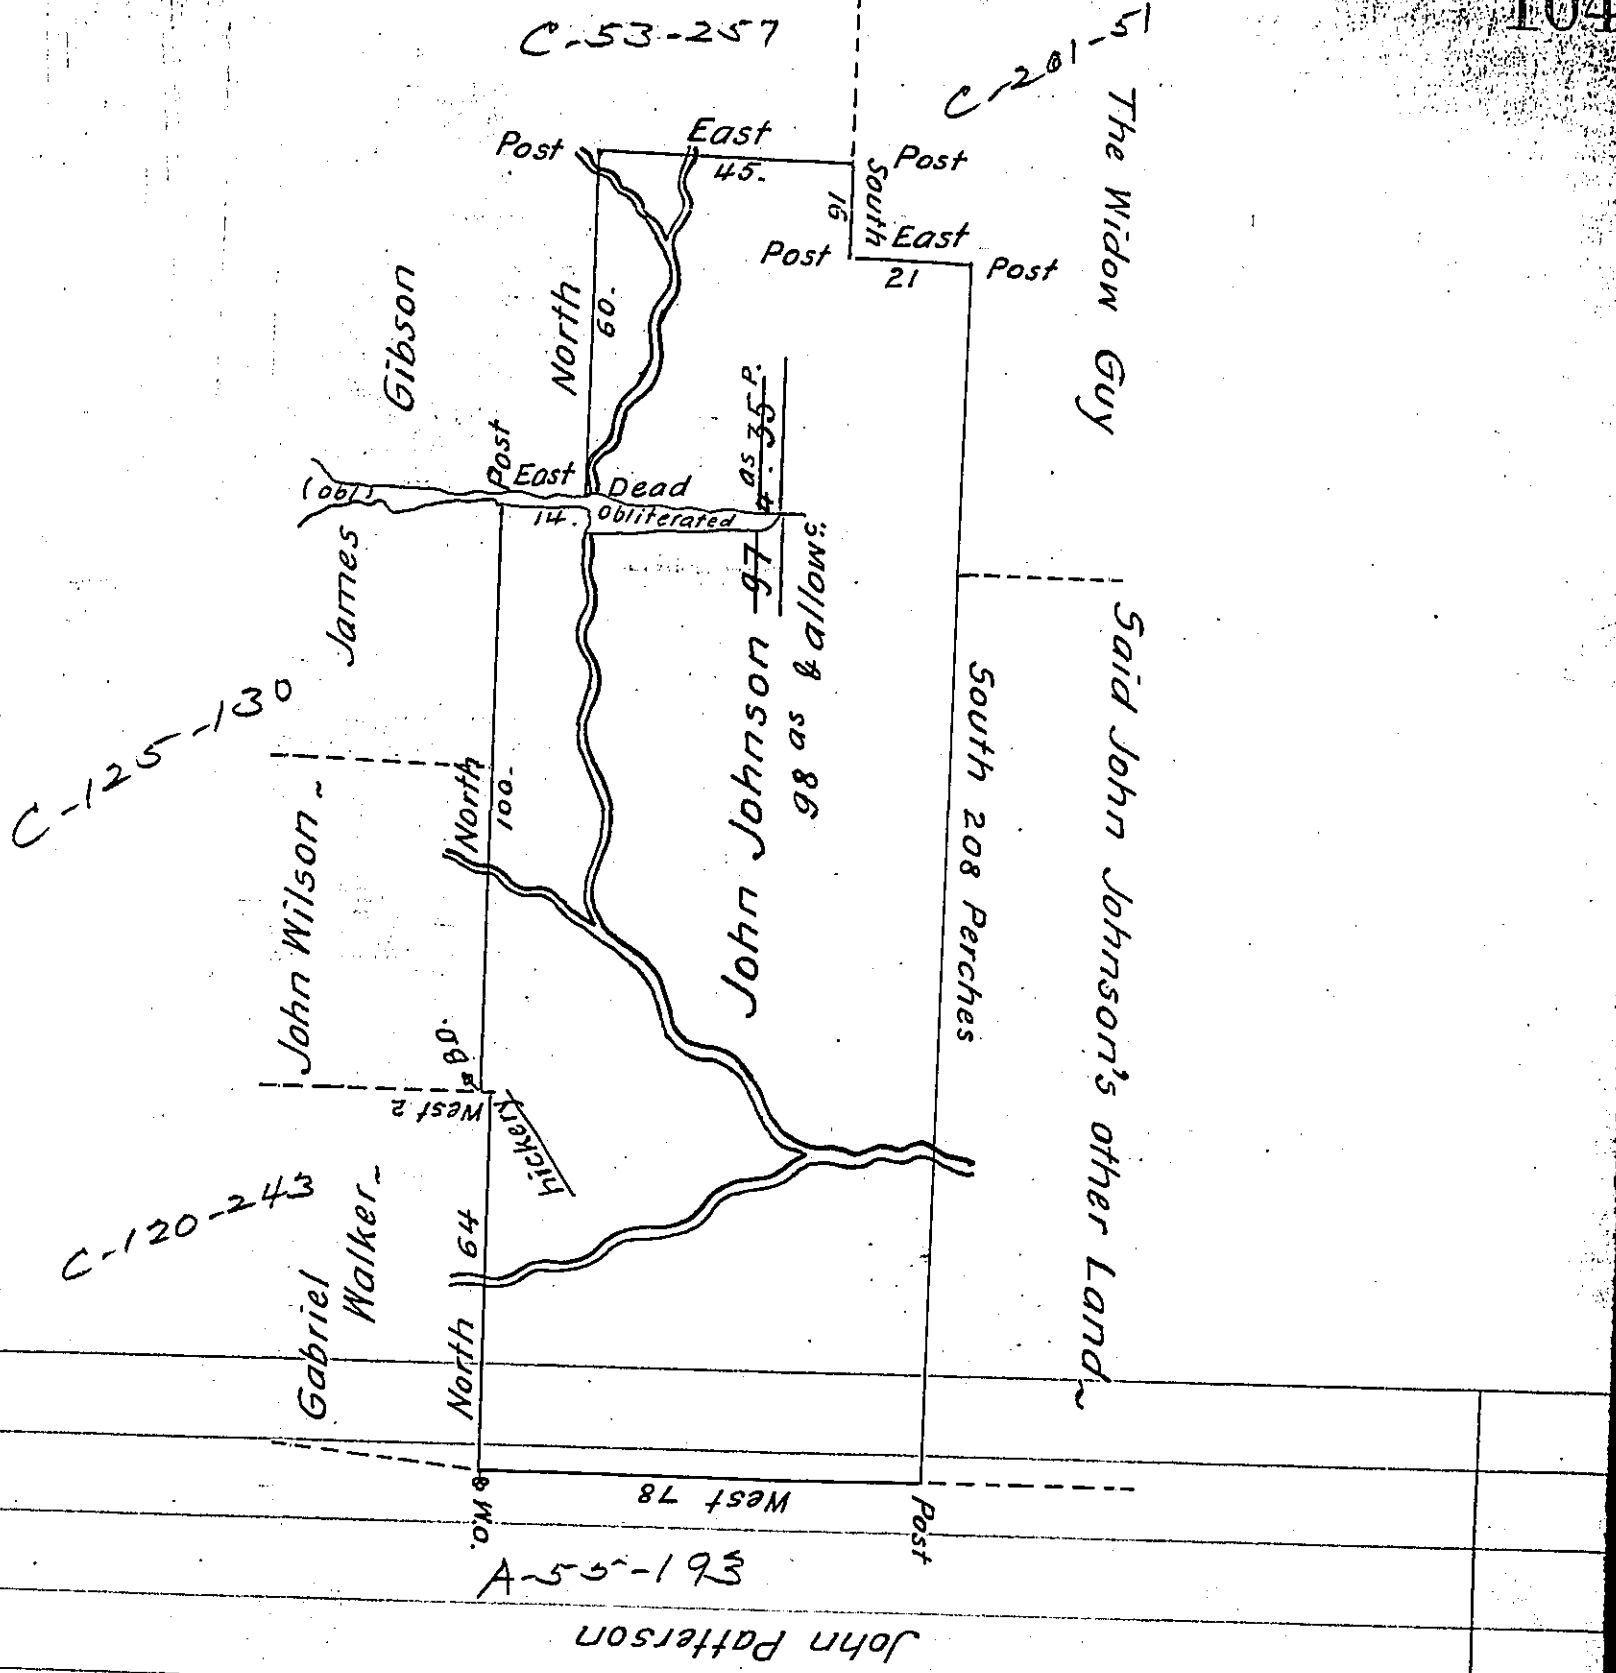 104
C-53-257
C-201-51
The Widow Guy
Post
East
45.
Post
South
16
Post
East
21
Post
Gibson
North
60.
Post
East
Dead
(obl)
14.
Obliterated
James
as 35 P.
John Johnson 97
98 as & allow:
C-125-130
North
100.
John Wilson
South 208 Perches
Said John Johnson's other Land
B.O.
West 2
hickery
C-120-243
Gabriel
Walker
North 64
West 78
W.O.
Post
A-55-193
John Patterson